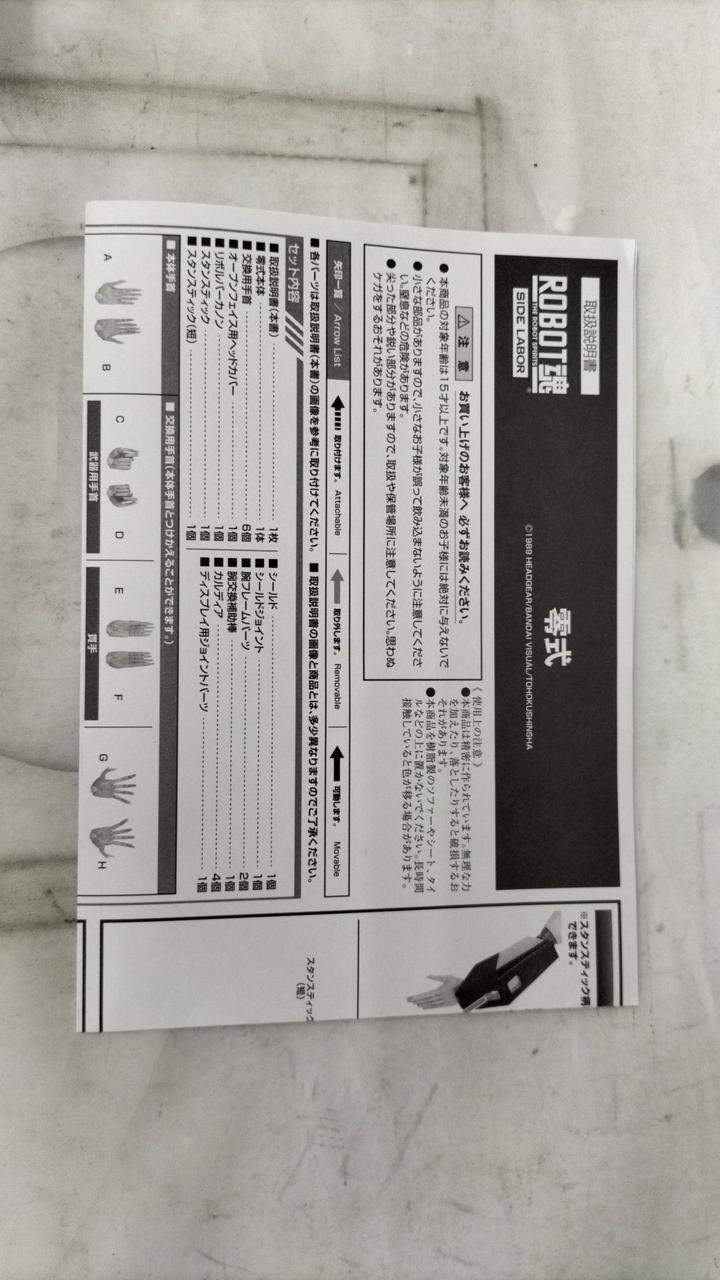 取扱説明書
ROBOT魂
THE ROBOT SPIRITS
SIDE LABOR
零式
©1989 HEADGEAR/BANDAI VISUAL/TOHOKUSHINSHA
⚠ 注 意 お買い上げのお客様へ 必ずお読みください。
●本商品の対象年齢は15才以上です。対象年齢未満のお子様には絶対に与えないで
ください。
●小さな部品がありますので、小さなお子様が誤って飲み込まないように注意してくださ
い。窒息などの危険があります。
●尖った部分や鋭い部分がありますので、取扱や保管場所に注意してください。思わぬ
ケガをするおそれがあります。
《使用上の注意》
●本商品は精密に作られています。無理な力
を加えたり、落としたりすると破損するお
それがあります。
●本商品を樹脂製のソファーやシート、タイ
ルなどの上に置かないでください。長時間
接触していると色が移る場合があります。
矢印一覧 / Arrow List
取り付けます。 Attachable
取り外します。 Removable
可動します。 Movable
■各パーツは取扱説明書(本書)の画像を参考に取り付けてください。 ■取扱説明書の画像と商品とは、多少異なりますのでご了承ください。
セット内容
■取扱説明書(本書) 1枚
■零式本体 1体
■交換用手首 6個
■オープンフェイス用ヘッドカバー 1個
■リボルバーカノン 1個
■スタンスティック 1個
■スタンスティック(短) 1個
■シールド 1個
■シールドジョイント 1個
■腕フレームパーツ 2個
■腕交換補助棒 1個
■カルディア 4個
■ディスプレイ用ジョイントパーツ 1個
■本体手首
■交換用手首(本体手首とつけかえることができます。)
A
B
C
D
武器用手首
E
F
貫手
G
H
※スタンスティック柄
できます。
スタンスティック
(短)